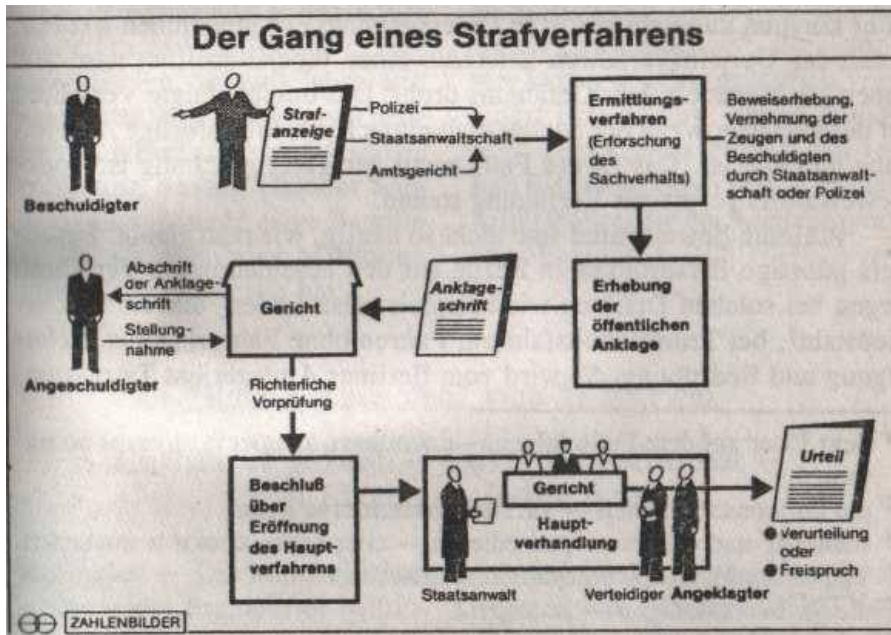 Der Gang eines Strafverfahrens
Straf-
anzeige
Polizei
Staatsanwaltschaft
Amtsgericht
Ermittlungs-
verfahren
(Erforschung
des
Sachverhalts)
Beweiserhebung,
Vernehmung der
Zeugen und des
Beschuldigten
durch Staatsanwalt-
schaft oder Polizei
Beschuldigter
Abschrift
der Anklage-
schrift
Stellung-
nahme
Angeschuldigter
Gericht
Anklage-
schrift
Erhebung
der
öffentlichen
Anklage
Richterliche
Vorprüfung
Beschluß
über
Eröffnung
des Haupt-
verfahrens
Gericht
Haupt-
verhandlung
Staatsanwalt
Verteidiger Angeklagter
Urteil
Verurteilung
oder
Freispruch
ZAHLENBILDER